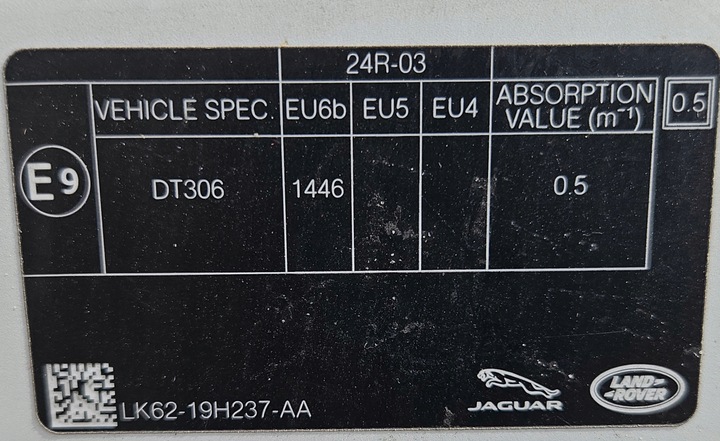 24R-03
VEHICLE SPEC. EU6b EU5 EU4 ABSORPTION VALUE (m⁻¹) 0.5
E9 DT306 1446 0.5
LK62-19H237-AA JAGUAR LAND ROVER